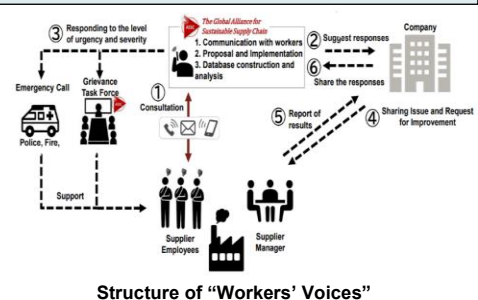 ③
Responding to the level
of urgency and severity
The Global Alliance for
Sustainable Supply Chain
1. Communication with workers
2. Proposal and Implementation
3. Database construction and
analysis
② Suggest responses
⑥
Share the responses
Company
Emergency Call
Police, Fire,
Grievance
Task Force
①
Consultation
⑤ Report of
results
④ Sharing Issue and Request
for Improvement
Support
Supplier
Employees
Supplier
Manager
Structure of “Workers’ Voices”